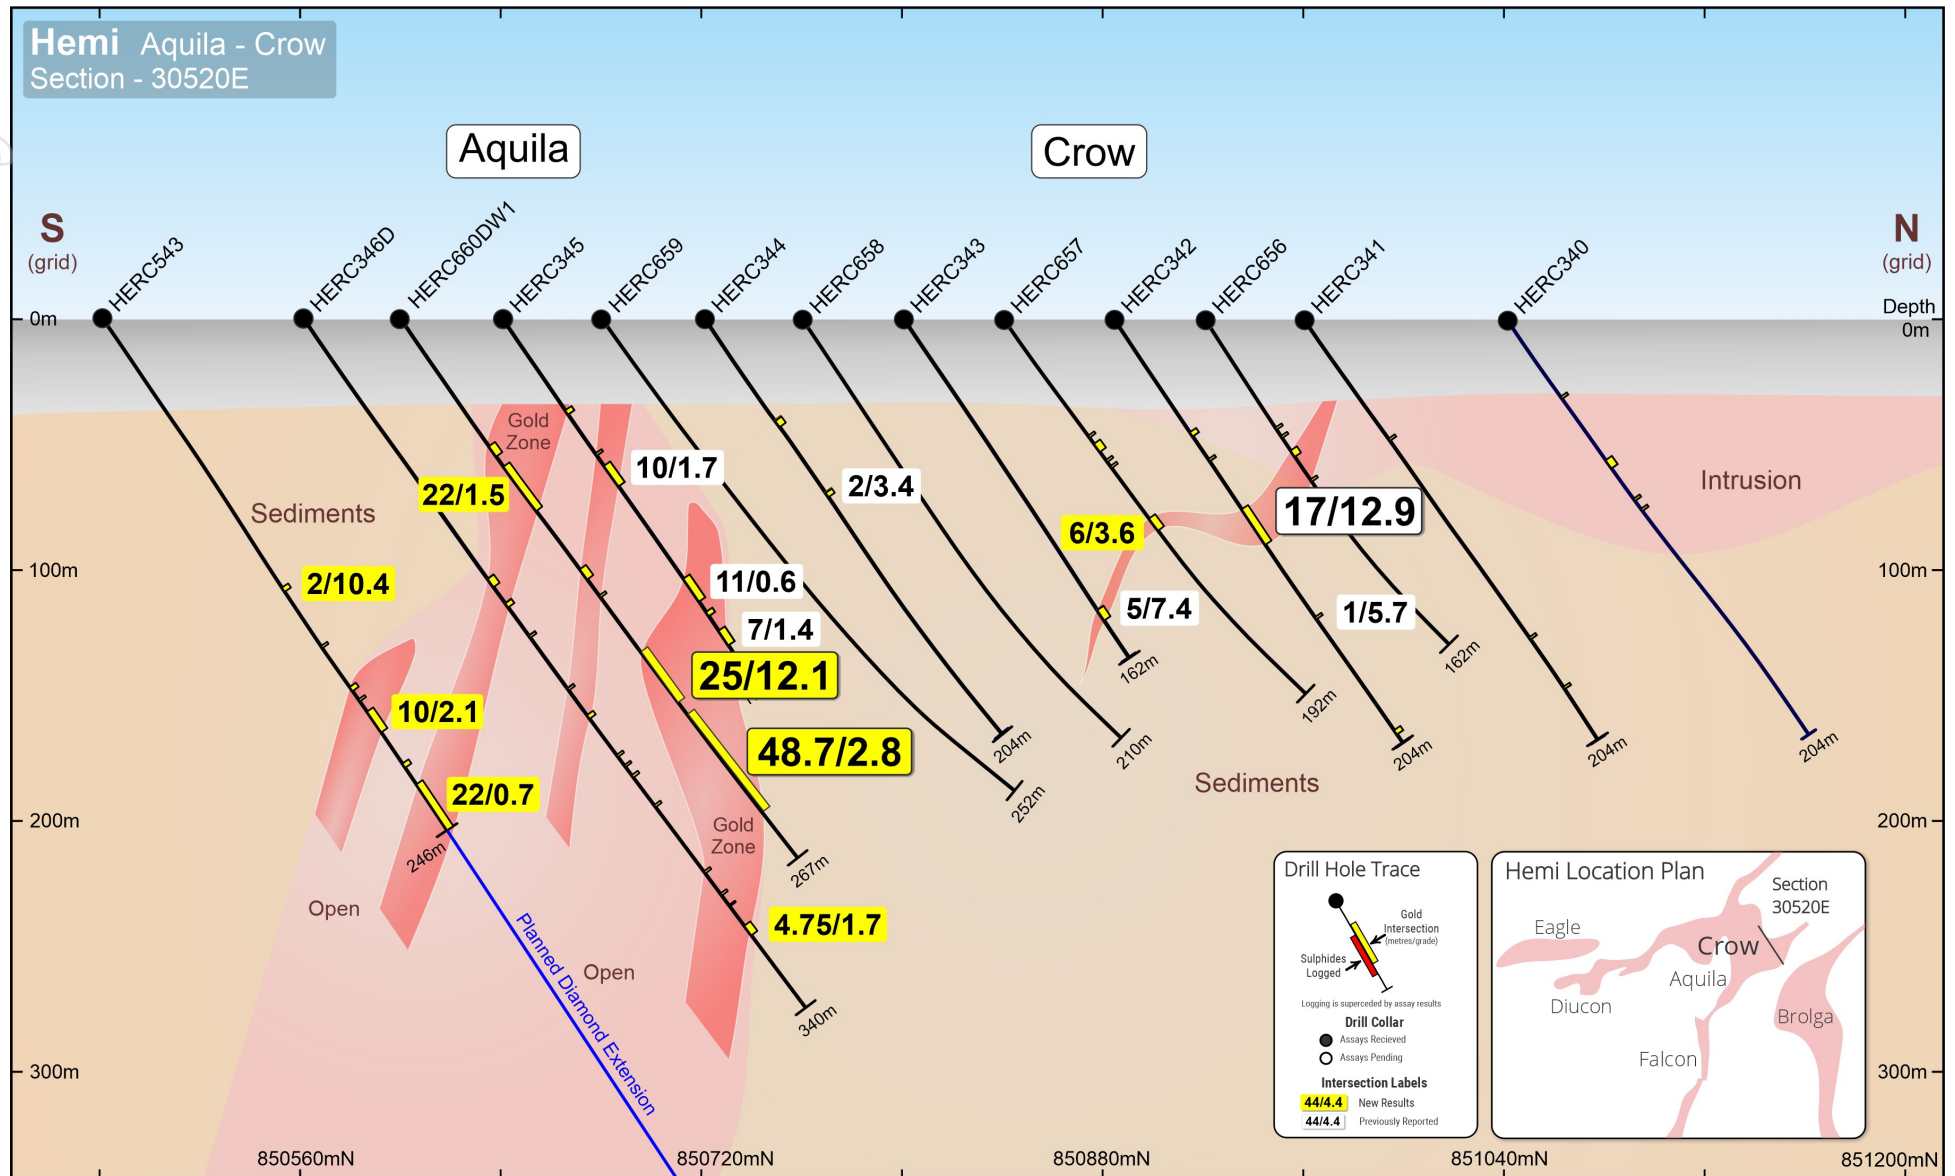 Hemi Aquila - Crow
Section - 30520E
Aquila
Crow
S
(grid)
N
(grid)
HERC543
HERC346D
HERC660DW1
HERC345
HERC659
HERC344
HERC658
HERC343
HERC657
HERC342
HERC656
HERC341
HERC340
0m
Depth
0m
Gold
Zone
10/1.7
22/1.5
2/3.4
Sediments
Intrusion
17/12.9
6/3.6
100m
100m
2/10.4
11/0.6
7/1.4
5/7.4
1/5.7
25/12.1
162m
162m
192m
10/2.1
48.7/2.8
204m
210m
204m
204m
204m
22/0.7
252m
Sediments
200m
200m
Gold
Zone
246m
267m
Open
4.75/1.7
Open
340m
Planned Diamond Extension
300m
300m
850560mN
850720mN
850880mN
851040mN
851200mN
Drill Hole Trace
Gold
Intersection
(metres/grade)
Sulphides
Logged
Logging is superceded by assay results
Drill Collar
Assays Recieved
Assays Pending
Intersection Labels
44/4.4 New Results
44/4.4 Previously Reported
Hemi Location Plan
Section
30520E
Eagle
Crow
Aquila
Diucon
Brolga
Falcon